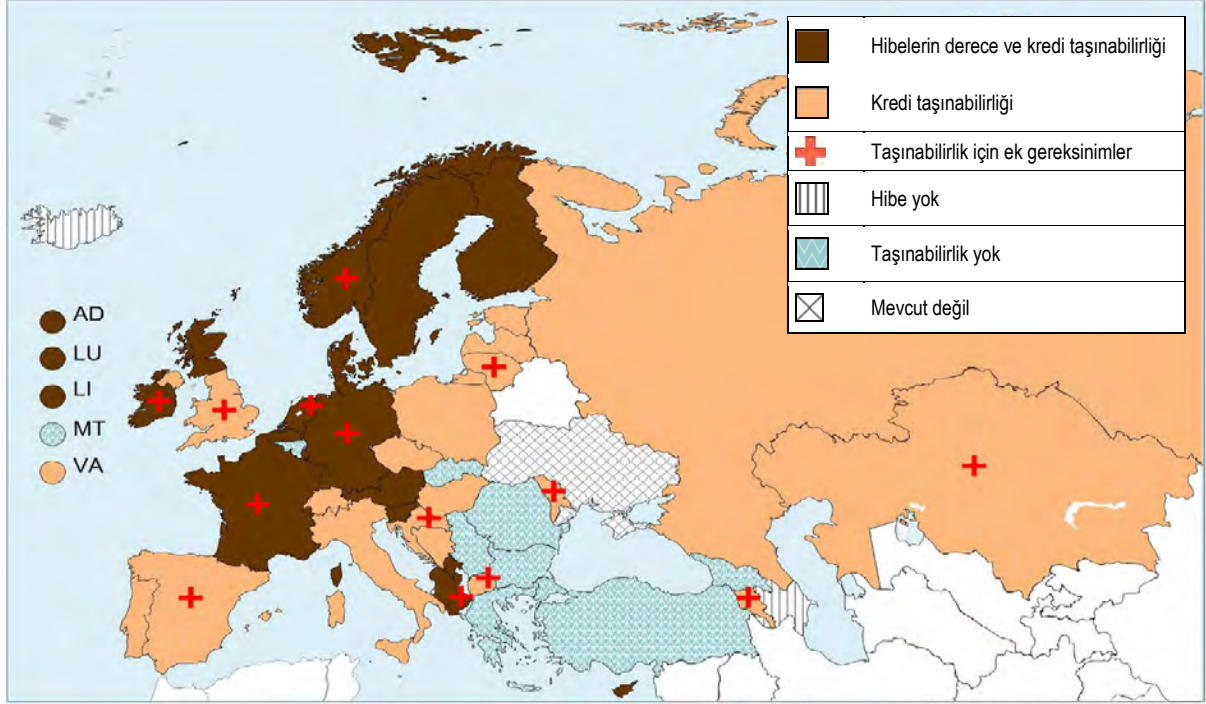 Hibelerin derece ve kredi taşınabilirliği
Kredi taşınabilirliği
Taşınabilirlik için ek gereksinimler
Hibe yok
Taşınabilirlik yok
Mevcut değil
AD
LU
LI
MT
VA